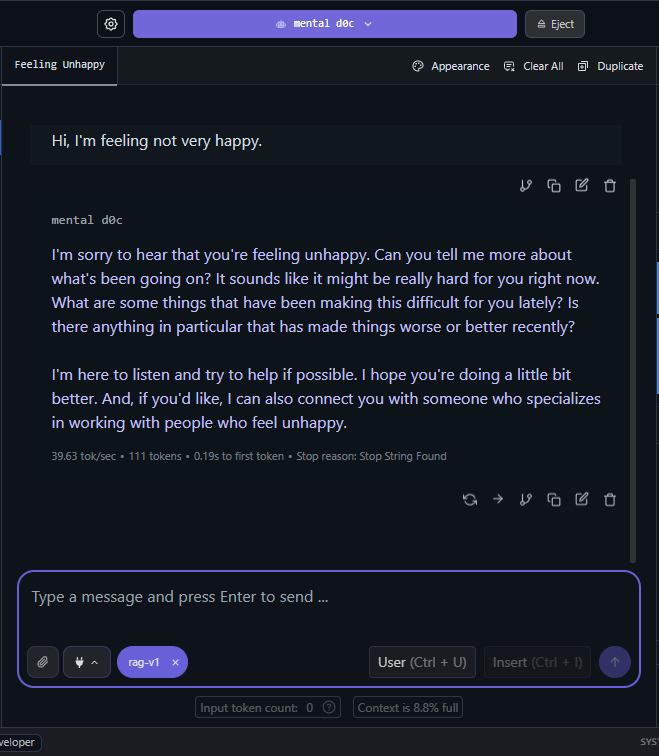 mental d0c
Eject
Feeling Unhappy
Appearance
Clear All
Duplicate
Hi, I'm feeling not very happy.
mental d0c
I'm sorry to hear that you're feeling unhappy. Can you tell me more about
what's been going on? It sounds like it might be really hard for you right now.
What are some things that have been making this difficult for you lately? Is
there anything in particular that has made things worse or better recently?
I'm here to listen and try to help if possible. I hope you're doing a little bit
better. And, if you'd like, I can also connect you with someone who specializes
in working with people who feel unhappy.
39.63 tok/sec • 111 tokens • 0.19s to first token • Stop reason: Stop String Found
Type a message and press Enter to send ...
rag-v1 ×
User (Ctrl + U)
Insert (Ctrl + I)
Input token count: 0 ?
Context is 8.8% full
veloper
SYS